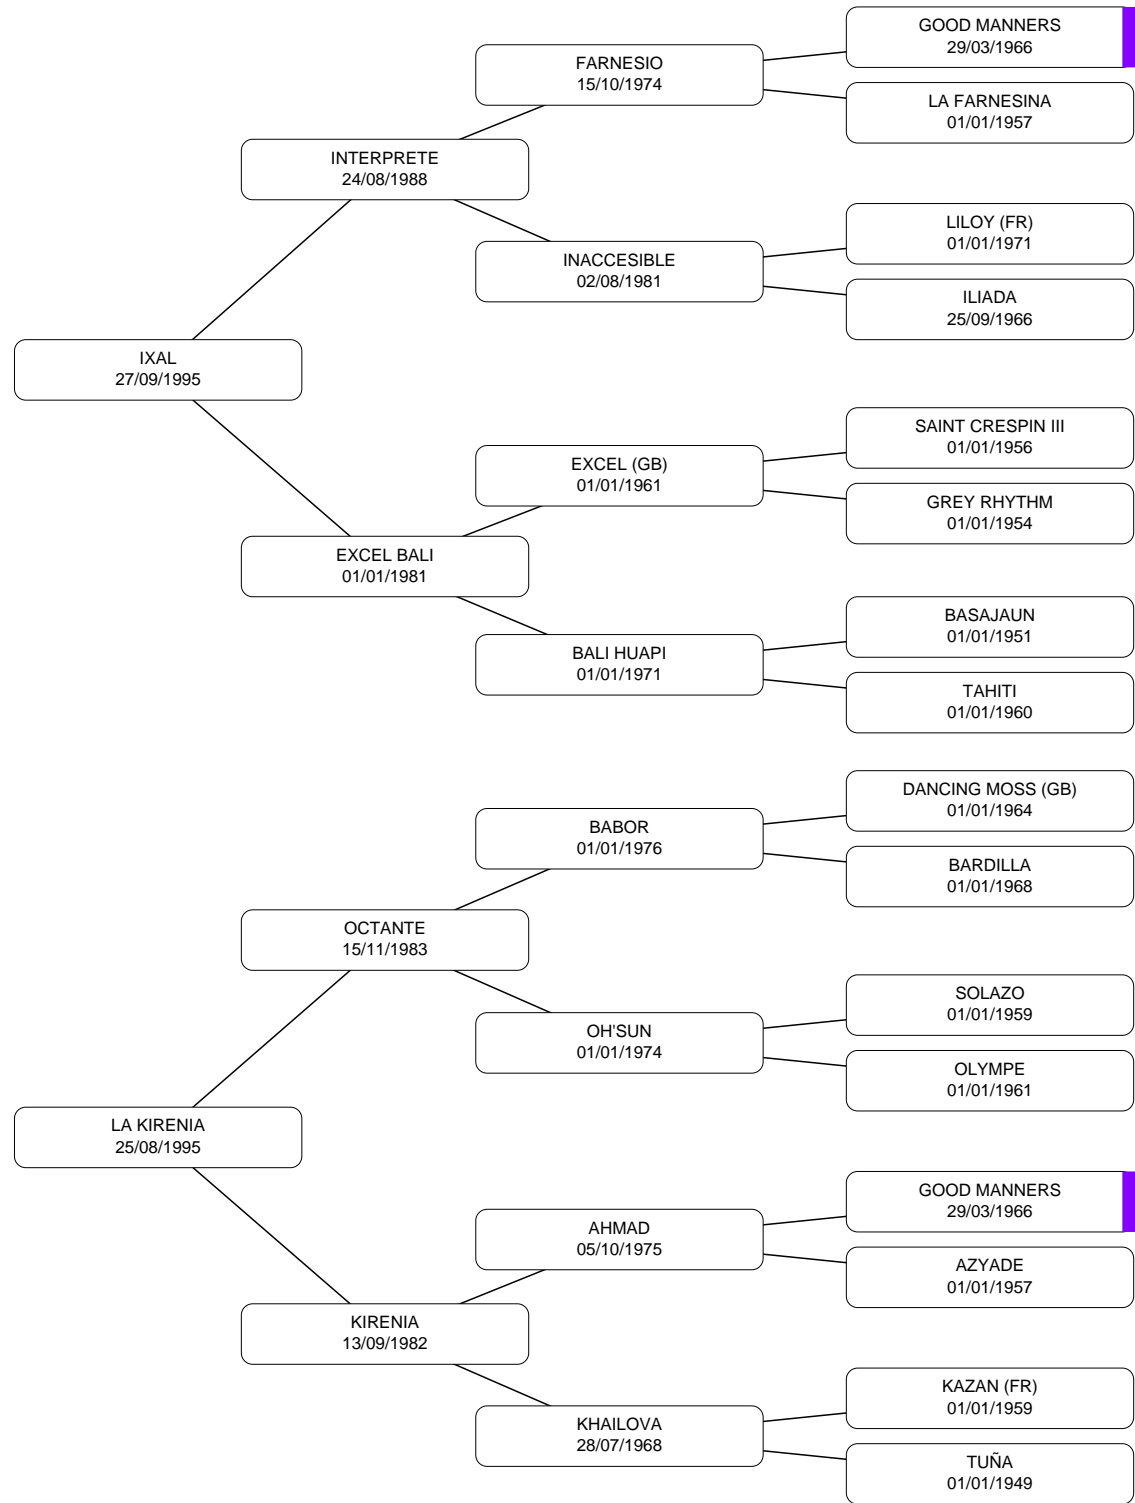 GOOD MANNERS
29/03/1966
FARNESIO
15/10/1974
LA FARNESINA
01/01/1957
INTERPRETE
24/08/1988
LILOY (FR)
01/01/1971
INACCESIBLE
02/08/1981
ILIADA
25/09/1966
IXAL
27/09/1995
SAINT CRESPIN III
01/01/1956
EXCEL (GB)
01/01/1961
GREY RHYTHM
01/01/1954
EXCEL BALI
01/01/1981
BASAJAUN
01/01/1951
BALI HUAPI
01/01/1971
TAHITI
01/01/1960
DANCING MOSS (GB)
01/01/1964
BABOR
01/01/1976
BARDILLA
01/01/1968
OCTANTE
15/11/1983
SOLAZO
01/01/1959
OH'SUN
01/01/1974
OLYMPE
01/01/1961
LA KIRENIA
25/08/1995
GOOD MANNERS
29/03/1966
AHMAD
05/10/1975
AZYADE
01/01/1957
KIRENIA
13/09/1982
KAZAN (FR)
01/01/1959
KHAILOVA
28/07/1968
TUÑA
01/01/1949